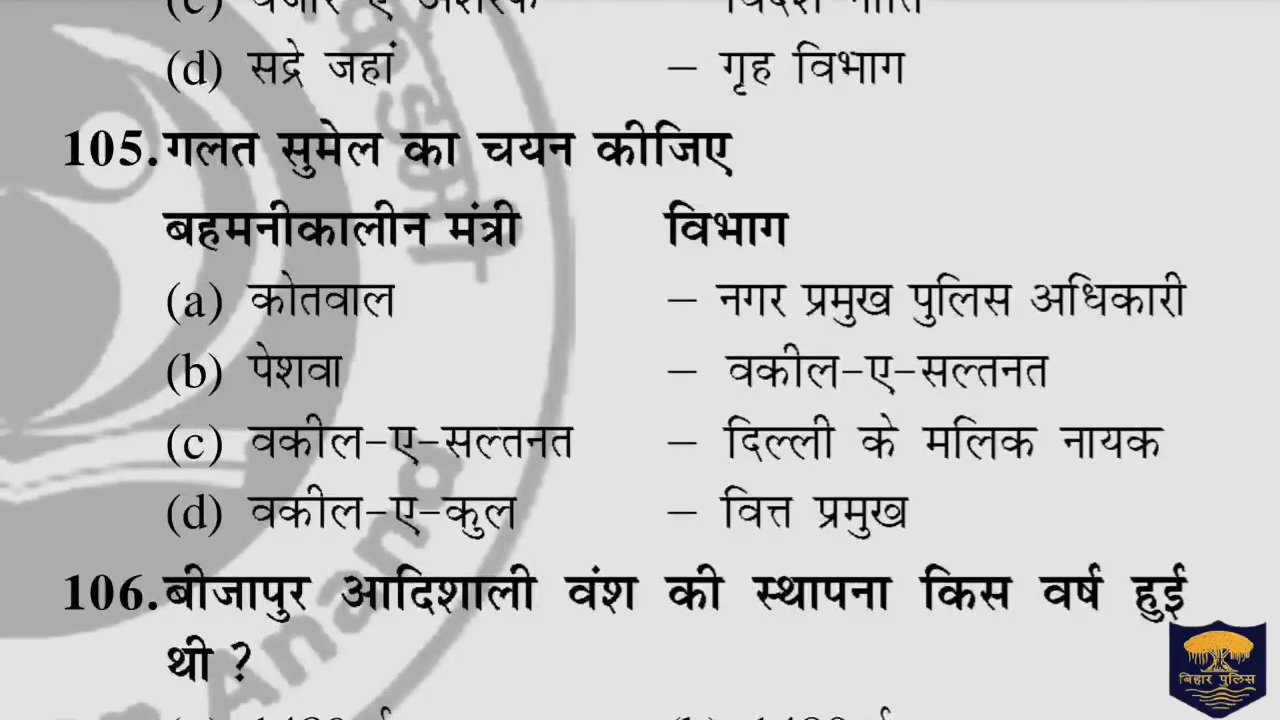 (d) सद्रे जहां – गृह विभाग
105. गलत सुमेल का चयन कीजिए
बहमनीकालीन मंत्री विभाग
(a) कोतवाल – नगर प्रमुख पुलिस अधिकारी
(b) पेशवा – वकील-ए-सल्तनत
(c) वकील-ए-सल्तनत – दिल्ली के मलिक नायक
(d) वकील-ए-कुल – वित्त प्रमुख
106. बीजापुर आदिशाली वंश की स्थापना किस वर्ष हुई
थी ?
बिहार पुलिस
Anand